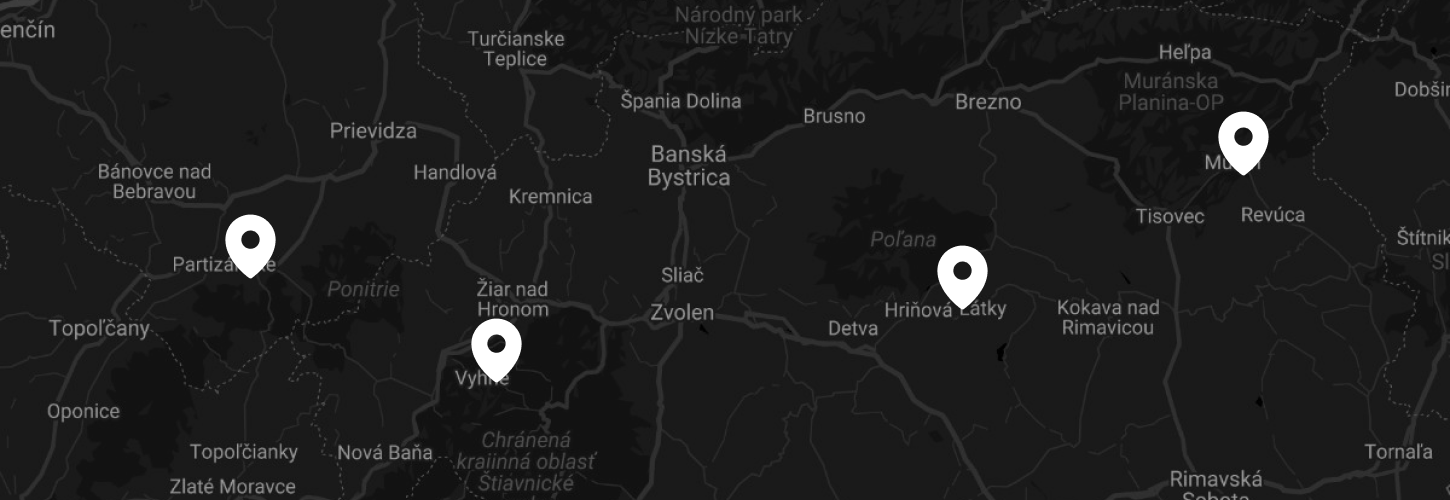 enčín
Národný park
Nízke Tatry
Turčianske
Teplice
Heľpa
Muránska
Planina-OP
Špania Dolina
Brezno
Brusno
Prievidza
Banská
Bystrica
Bánovce nad
Bebravou
Handlová
Kremnica
Tisovec
Revúca
Poľana
Štítnik
Sliač
Ponitrie
Žiar nad
Hronom
Zvolen
Hriňová
Látky
Kokava nad
Rimavicou
Topoľčany
Detva
Vyhne
Oponice
Chránená
krajinná oblasť
Štiavnické
Topoľčianky
Nová Baňa
Tornaľa
Zlaté Moravce
Rimavská
Sobota